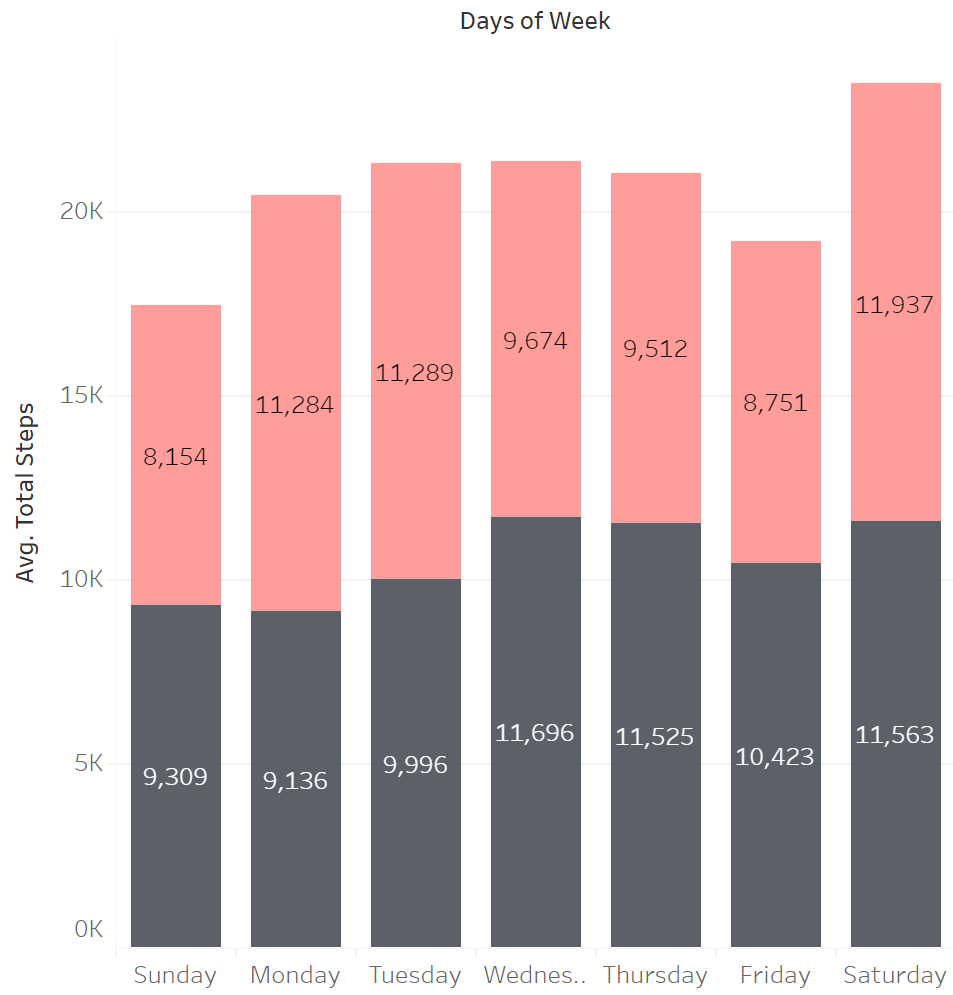 Days of Week
Avg. Total Steps
20K
15K
10K
5K
0K
8,154
11,284
11,289
9,674
9,512
8,751
11,937
9,309
9,136
9,996
11,696
11,525
10,423
11,563
Sunday
Monday
Tuesday
Wednes..
Thursday
Friday
Saturday